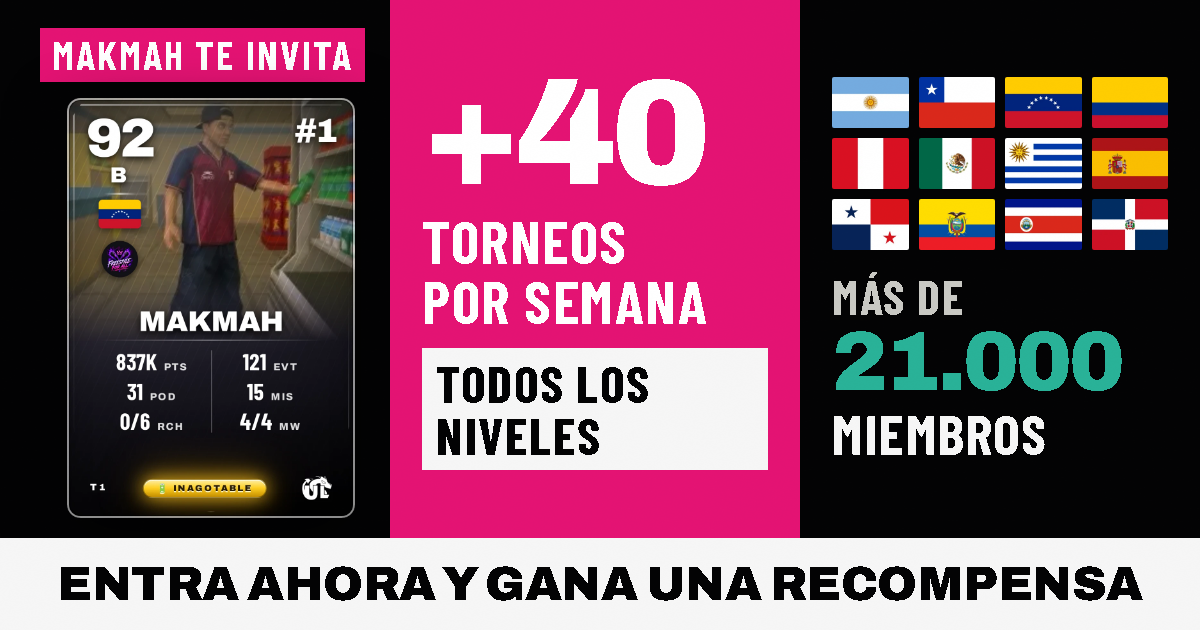 MAKMAH TE INVITA
92
#1
B
FREESTYLE
MAKMAH
837K PTS
121 EVT
31 POD
15 MIS
0/6 RCH
4/4 MW
T1
INAGOTABLE
+40
TORNEOS
POR SEMANA
TODOS LOS
NIVELES
MÁS DE
21.000
MIEMBROS
ENTRA AHORA Y GANA UNA RECOMPENSA